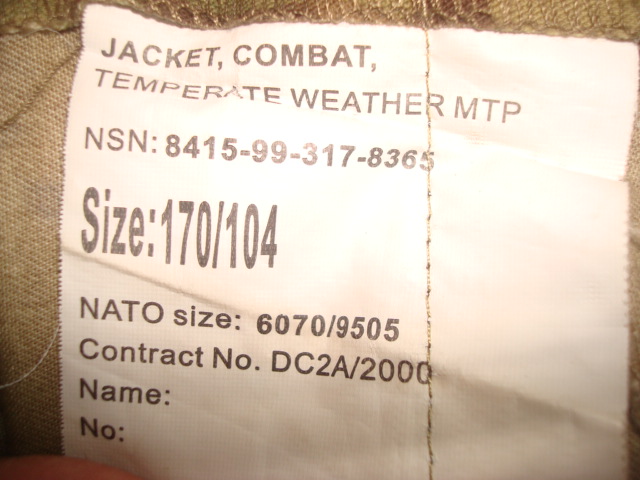 JACKET, COMBAT,
TEMPERATE WEATHER MTP
NSN: 8415-99-317-8365
Size:170/104
NATO size: 6070/9505
Contract No. DC2A/2000
Name:
No: